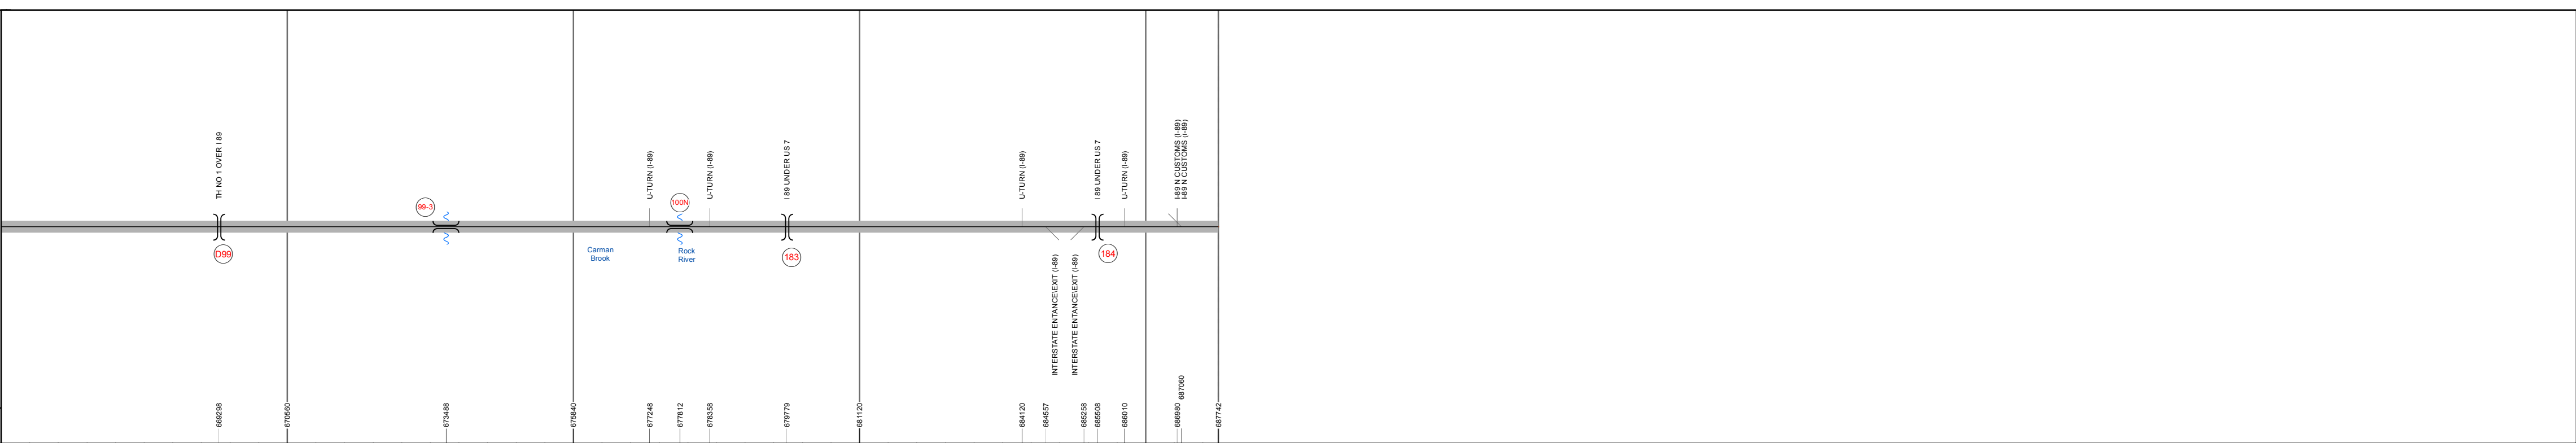 TH NO 1 OVER I 89
U-TURN (I-89)
U-TURN (I-89)
I 89 UNDER US 7
U-TURN (I-89)
I 89 UNDER US 7
U-TURN (I-89)
I-89 N CUSTOMS (I-89)
I-89 N CUSTOMS (I-89)
99-3
100N
D99
Carman
Brook
Rock
River
183
184
INTERSTATE ENTANCE\EXIT (I-89)
INTERSTATE ENTANCE\EXIT (I-89)
669298
670560
673488
675840
677248
677812
678358
679779
681120
684120
684557
685258
685508
686010
686980
687060
687742